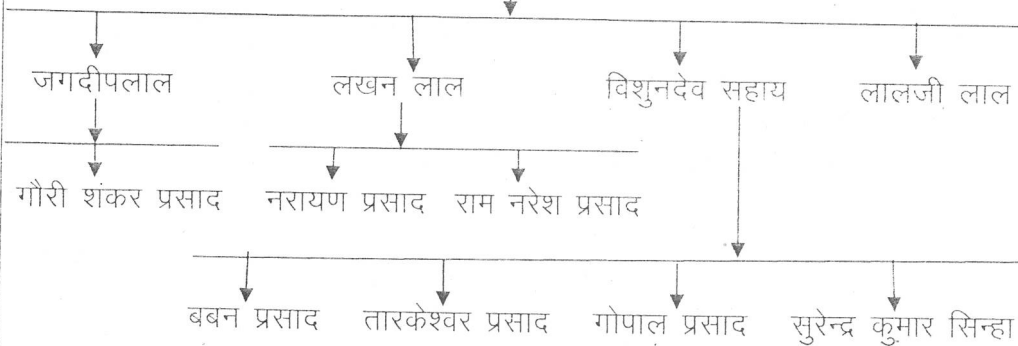 जगदीपलाल लखन लाल विशुनदेव सहाय लालजी लाल
गौरी शंकर प्रसाद नरायण प्रसाद राम नरेश प्रसाद
बबन प्रसाद तारकेश्वर प्रसाद गोपाल प्रसाद सुरेन्द्र कुमार सिन्हा